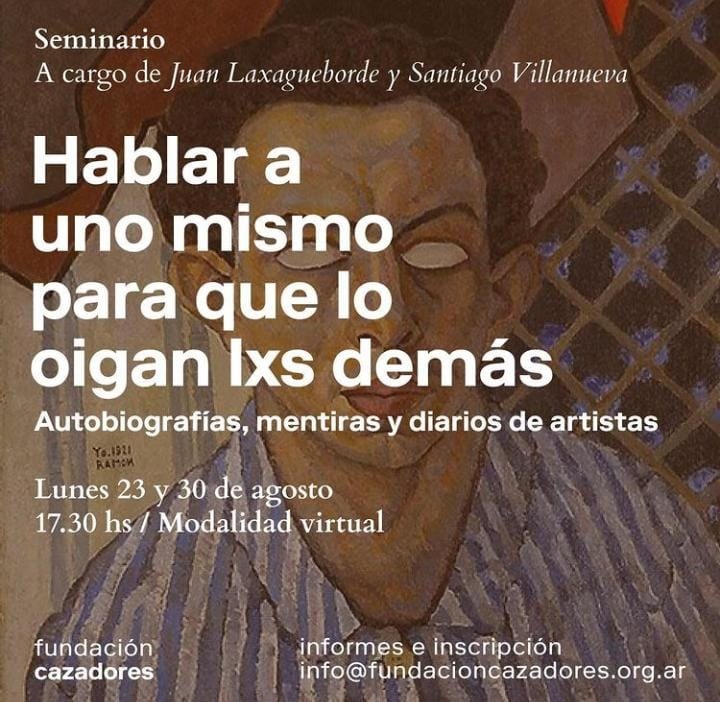 Seminario
A cargo de Juan Laxagueborde y Santiago Villanueva
Hablar a
uno mismo
para que lo
oigan lxs demás
Autobiografías, mentiras y diarios de artistas
Yo.1921
RAMON
Lunes 23 y 30 de agosto
17.30 hs / Modalidad virtual
fundación
cazadores
informes e inscripción
info@fundacioncazadores.org.ar